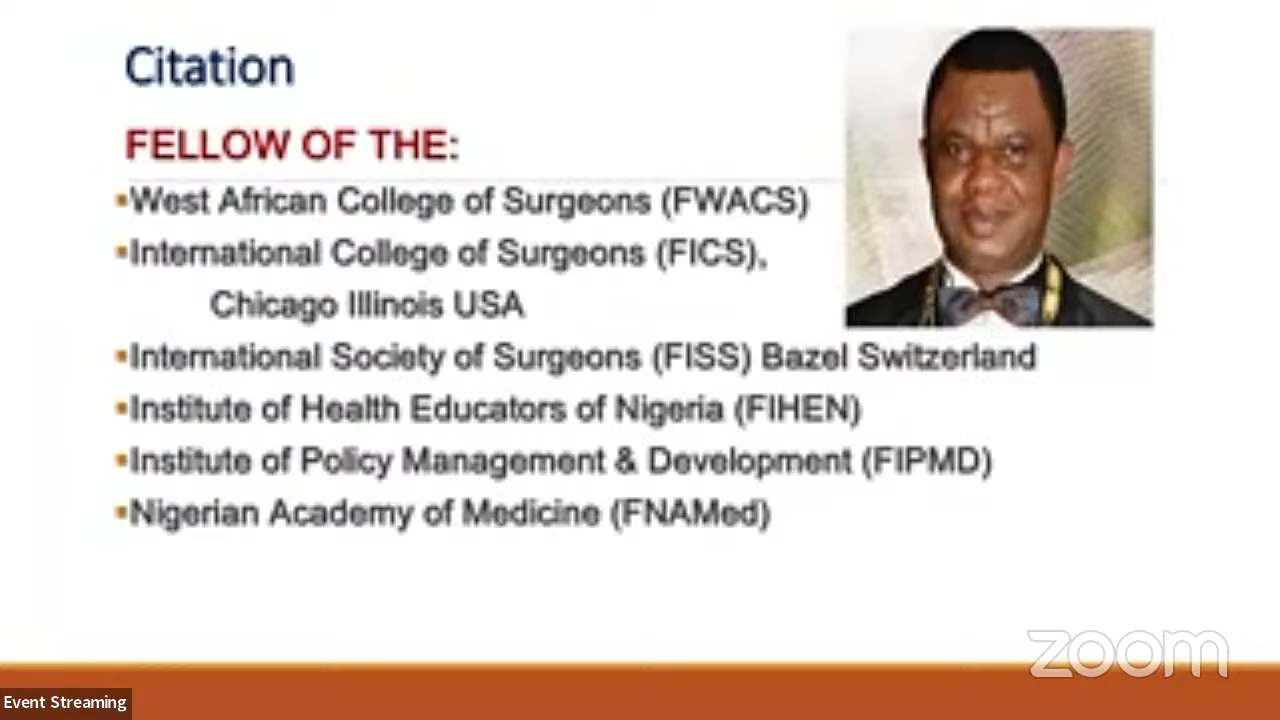 Citation
FELLOW OF THE:
▪West African College of Surgeons (FWACS)
▪International College of Surgeons (FICS),
Chicago Illinois USA
▪International Society of Surgeons (FISS) Bazel Switzerland
▪Institute of Health Educators of Nigeria (FIHEN)
▪Institute of Policy Management & Development (FIPMD)
▪Nigerian Academy of Medicine (FNAMed)
zoom
Event Streaming